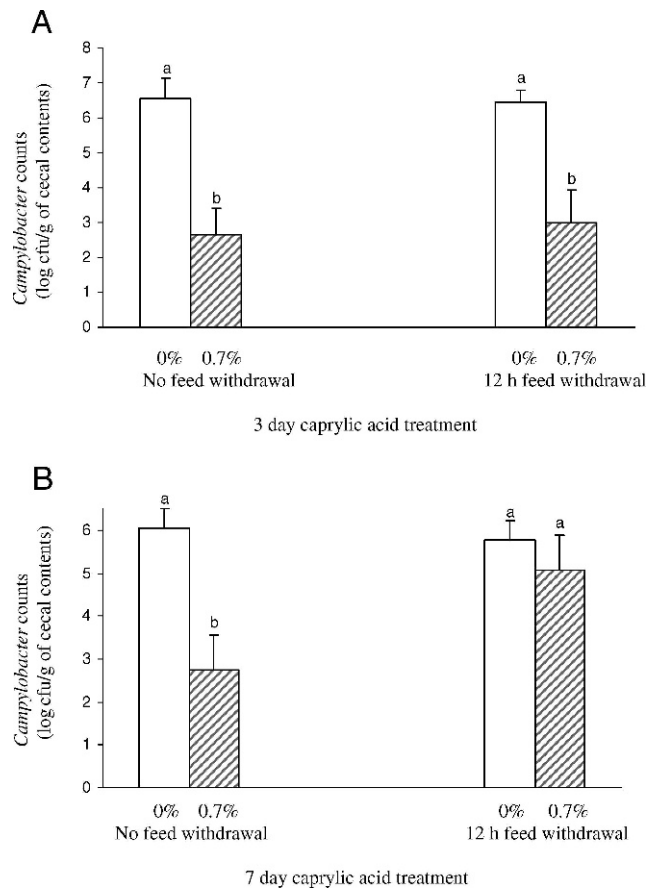 A
Campylobacter counts
(log cfu/g of cecal contents)
8
7
6
5
4
3
2
1
0
a
b
a
b
0% 0.7% 0% 0.7%
No feed withdrawal 12 h feed withdrawal
3 day caprylic acid treatment
B
Campylobacter counts
(log cfu/g of cecal contents)
6
5
4
3
2
1
0
a
b
a
a
0% 0.7% 0% 0.7%
No feed withdrawal 12 h feed withdrawal
7 day caprylic acid treatment